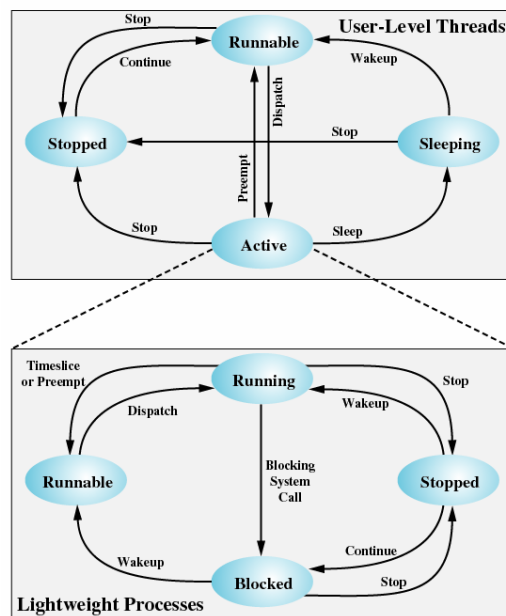 User-Level Threads
Stop
Runnable
Continue
Wakeup
Dispatch
Stopped
Stop
Sleeping
Preempt
Stop
Active
Sleep
Timeslice
or Preempt
Running
Stop
Dispatch
Wakeup
Runnable
Blocking
System
Call
Stopped
Wakeup
Continue
Blocked
Stop
Lightweight Processes